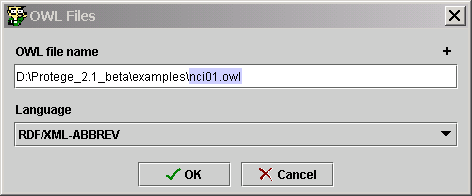 OWL Files
OWL file name
+
D:\Protege_2.1_beta\examples\nci01.owl
Language
RDF/XML-ABBREV
OK Cancel